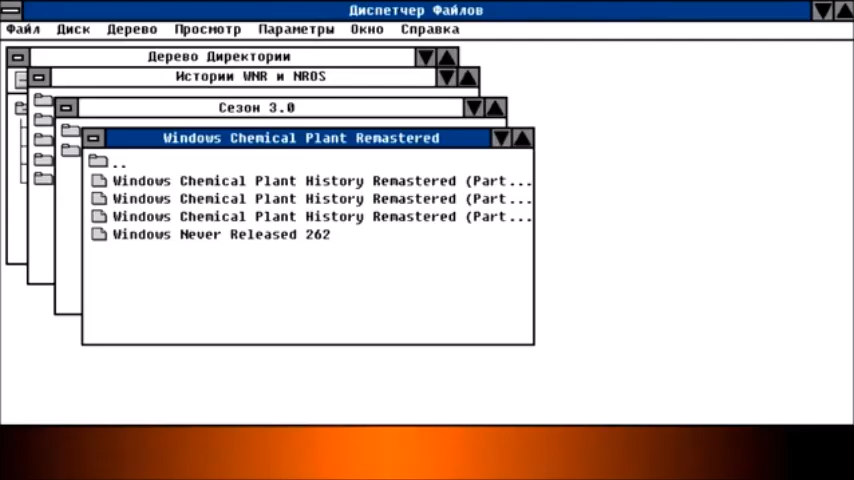 Диспетчер Файлов
Файл Диск Дерево Просмотр Параметры Окно Справка
Дерево Директории
Истории WNR и NROS
Сезон 3.0
Windows Chemical Plant Remastered
..
Windows Chemical Plant History Remastered (Part...
Windows Chemical Plant History Remastered (Part...
Windows Chemical Plant History Remastered (Part...
Windows Never Released 262